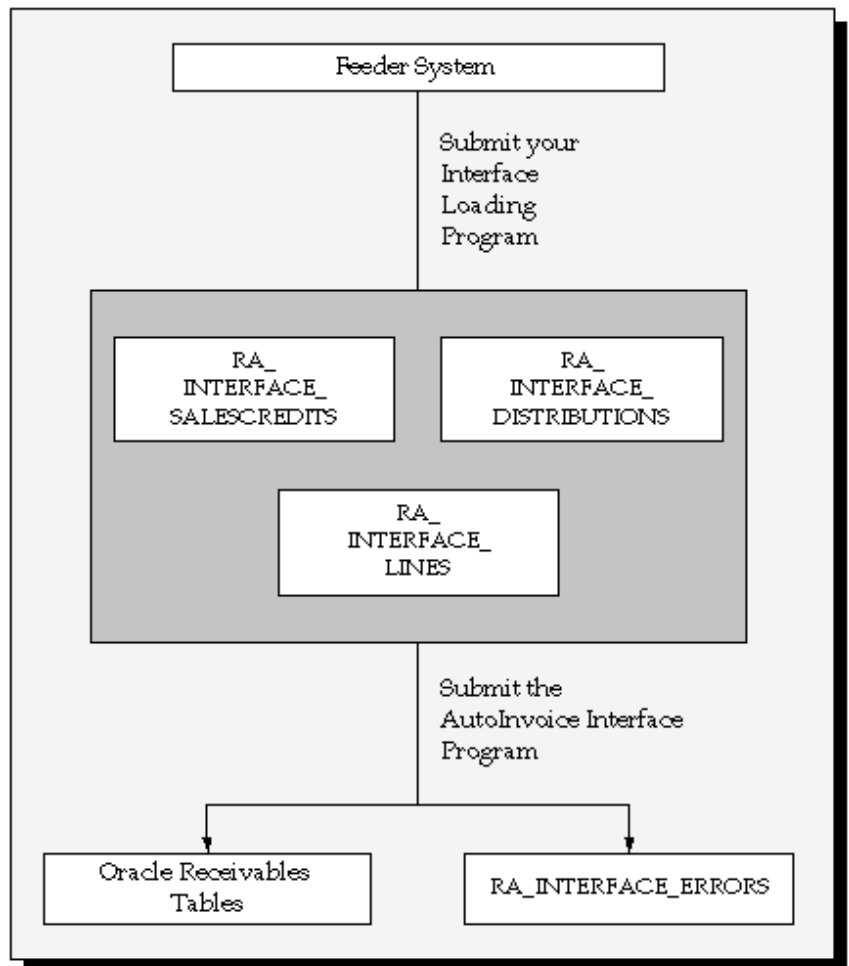 Feeder System
Submit your
Interface
Loading
Program
RA_
INTERFACE_
SALESCREDITS
RA_
INTERFACE_
DISTRIBUTIONS
RA_
INTERFACE_
LINES
Submit the
AutoInvoice Interface
Program
Oracle Receivables
Tables
RA_INTERFACE_ERRORS